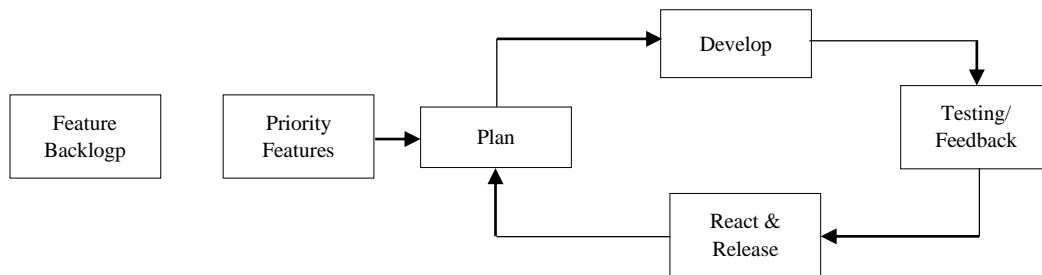 Feature
Backlogp
Priority
Features
Plan
Develop
Testing/
Feedback
React &
Release